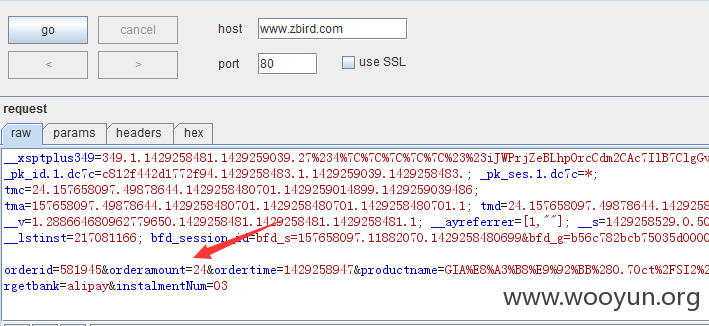 go
cancel
host
www.zbird.com
<
>
port
80
use SSL
request
raw
params
headers
hex
__xsptplus349=349.1.1429258481.1429259039.27%234%7C%7C%7C%7C%7C%23%23iJWPrjZeBLhpOrcCdm2CAc7IlB7ClgGv
_pk_id.1.dc7c=c812f442d1772f94.1429258483.1.1429259039.1429258483.; _pk_ses.1.dc7c=*;
tmc=24.157658097.49878644.1429258480701.1429259014899.1429259039486;
tma=157658097.49878644.1429258480701.1429258480701.1429258480701.1; tmd=24.157658097.49878644.14292
__v=1.288664680962779650.1429258481.1429258481.1429258481.1; __ayreferrer=[1,""]; __s=1429258529.0.50
__lstinst=217081166; bfd_session_id=bfd_s=157658097.11882070.1429258480699&bfd_g=b56c782bcb75035d0000
orderid=581945&orderamount=24&ordertime=1429258947&productname=GIA%E8%A3%B8%E9%92%BB%280.70ct%2FSI2%2
rgetbank=alipay&instalmentNum=03
www.wooyun.org